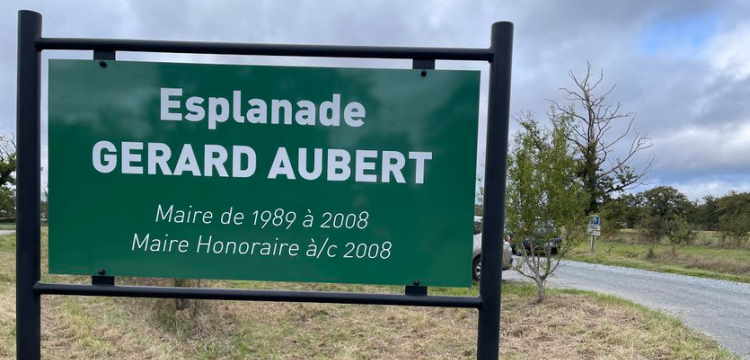 Esplanade
GERARD AUBERT
Maire de 1989 à 2008
Maire Honoraire à/c 2008